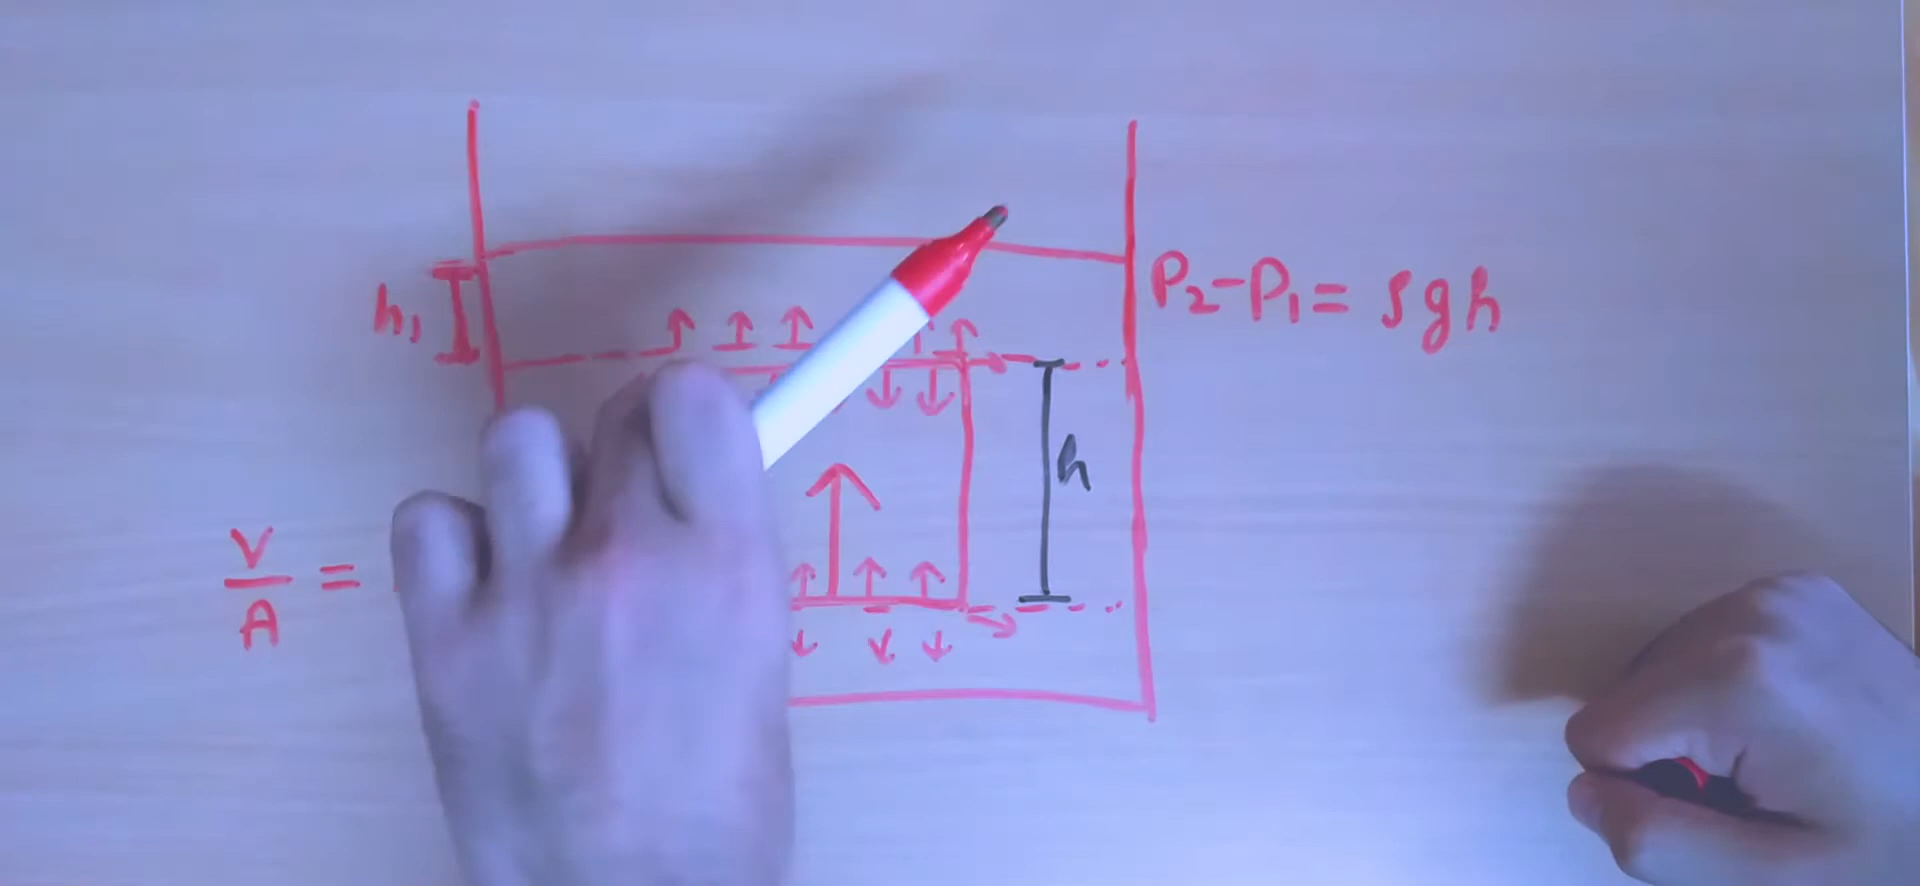 h₁
P₂-P₁= ρgh
h
V/A =